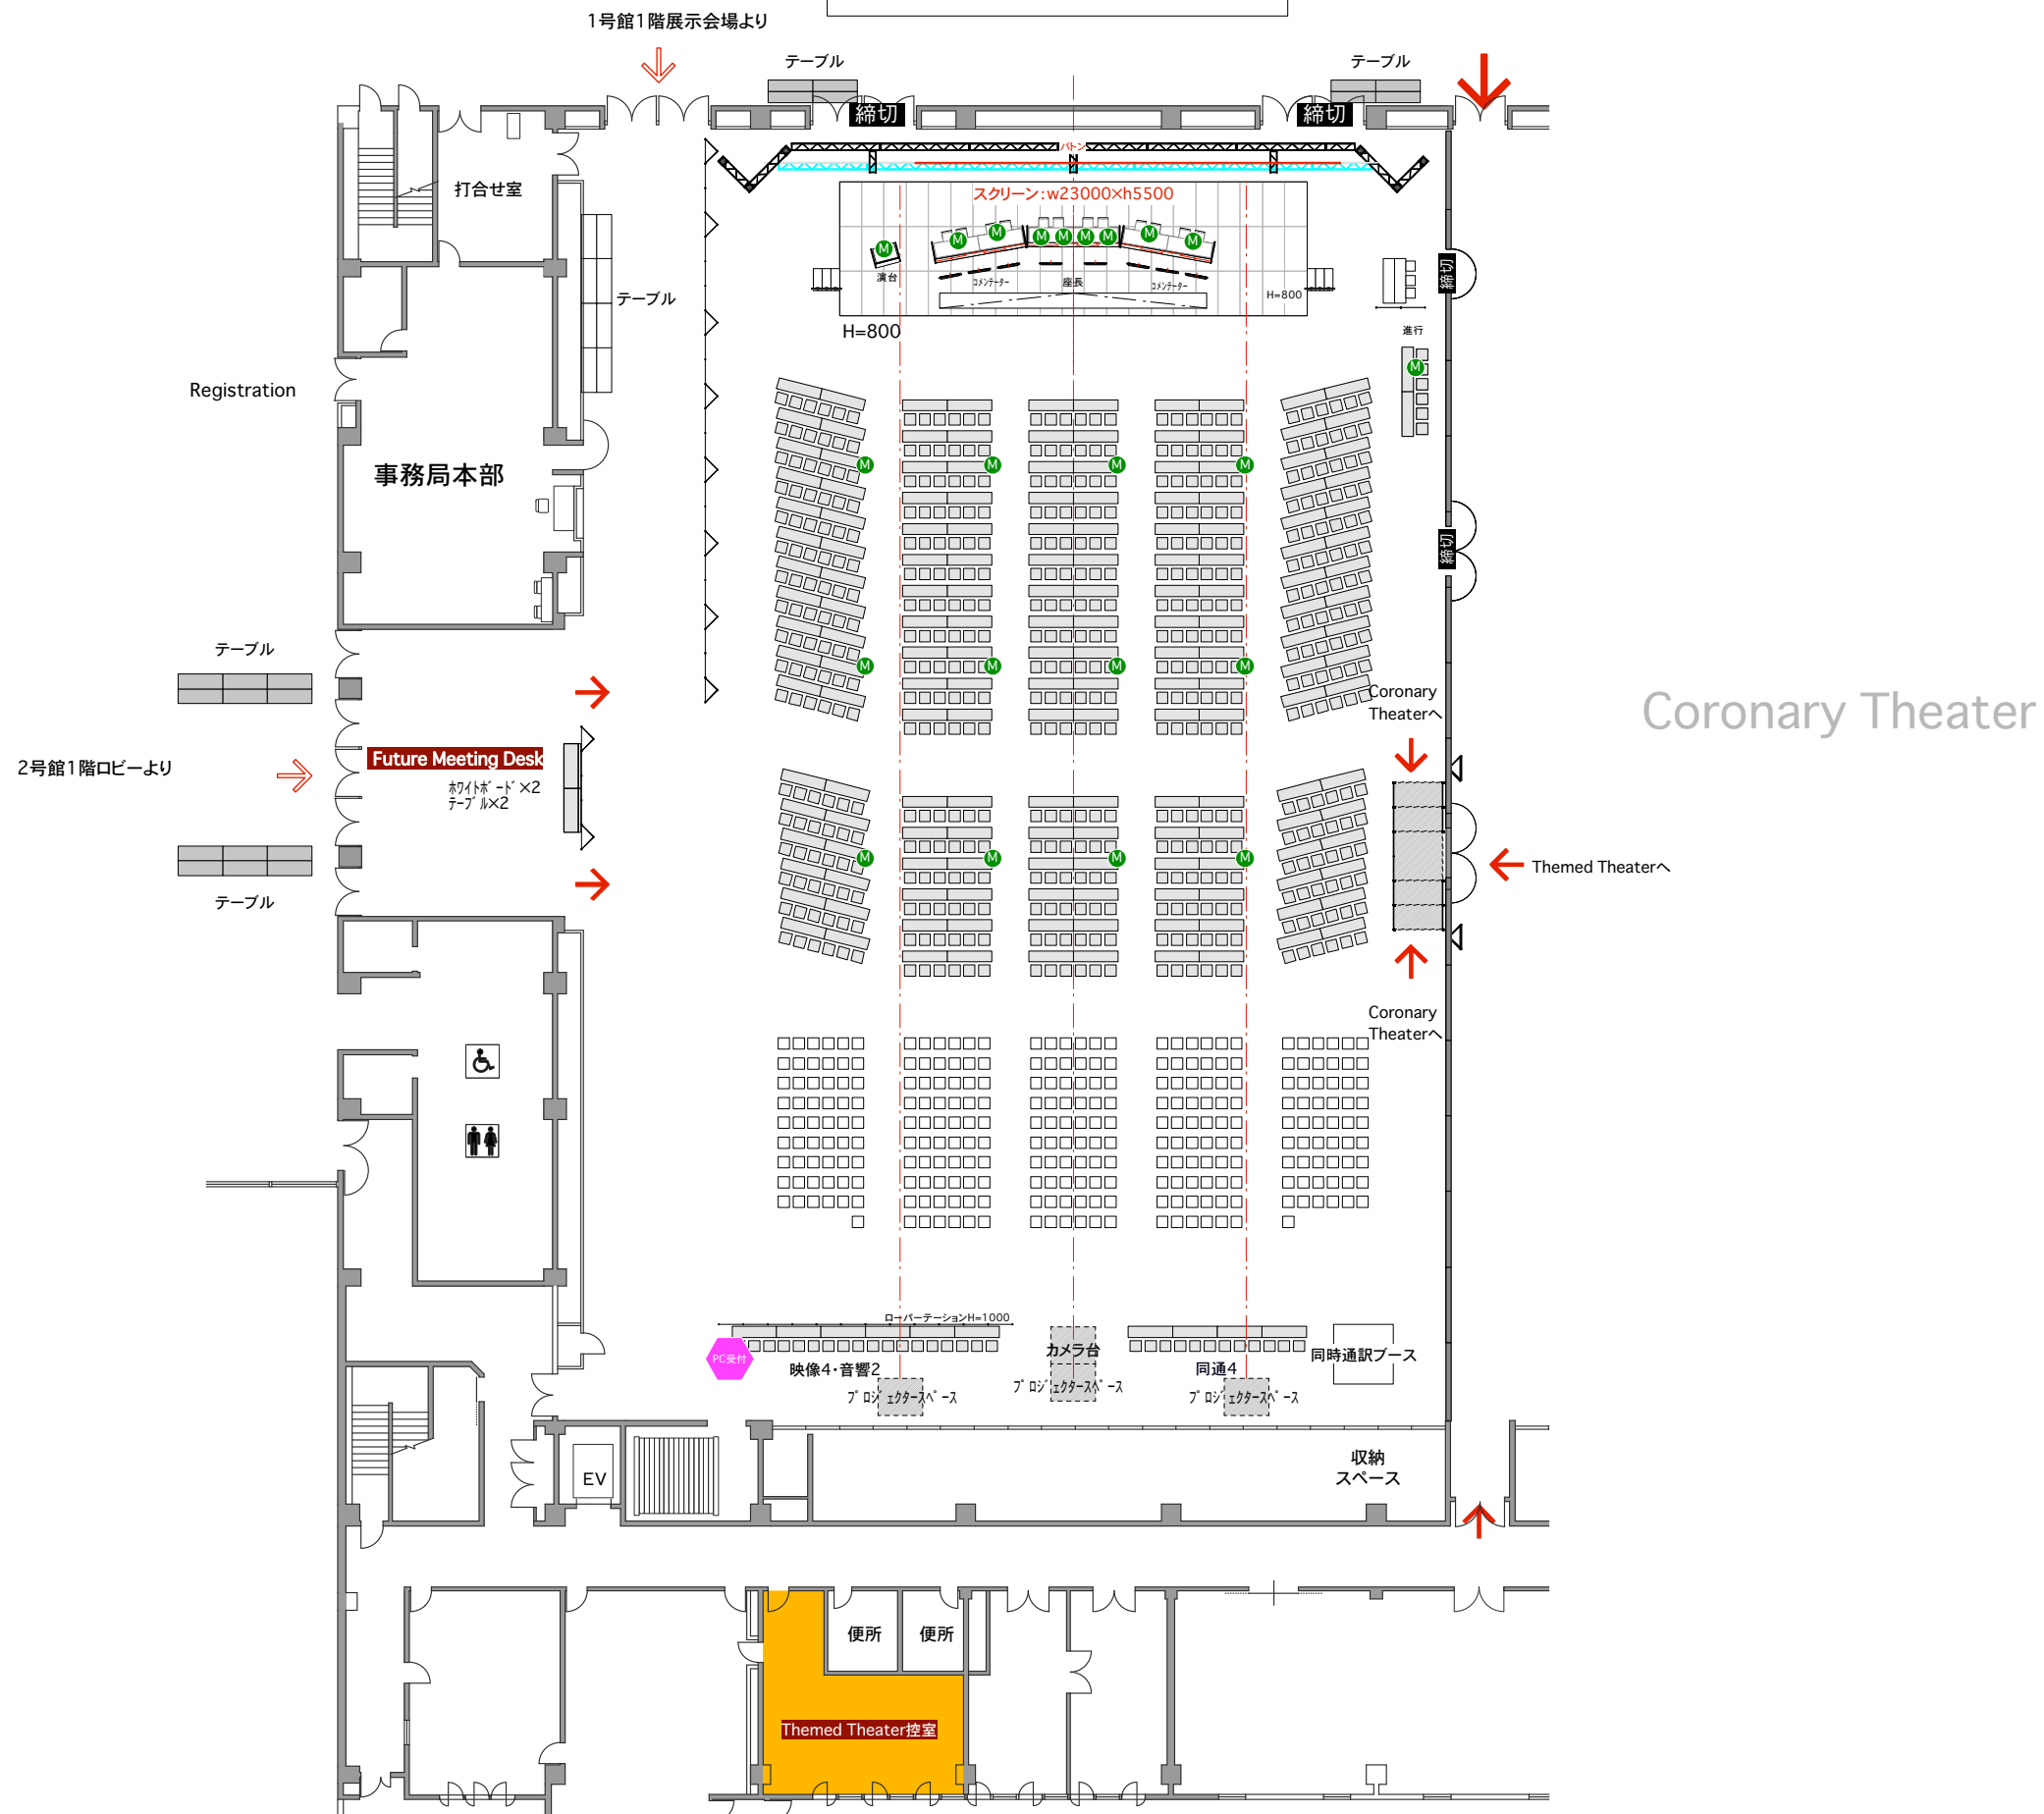 1号館1階展示会場より
テーブル
テーブル
締切
締切
バトン
打合せ室
スクリーン:w23000×h5500
M
M
M
M
M
M
M
M
M
演台
コメンテーター
座長
コメンテーター
H=800
H=800
締切
テーブル
進行
M
Registration
事務局本部
M
M
M
M
締切
テーブル
M
M
M
M
Coronary
Theaterへ
Coronary Theater
2号館1階ロビーより
Future Meeting Desk
ホワイトボード×2
テーブル×2
M
M
M
M
Themed Theaterへ
テーブル
Coronary
Theaterへ
ローパーテーションH=1000
PC受付
映像4・音響2
カメラ台
同通4
同時通訳ブース
プロジェクタースペース
プロジェクタースペース
プロジェクタースペース
EV
収納
スペース
便所
便所
Themed Theater控室